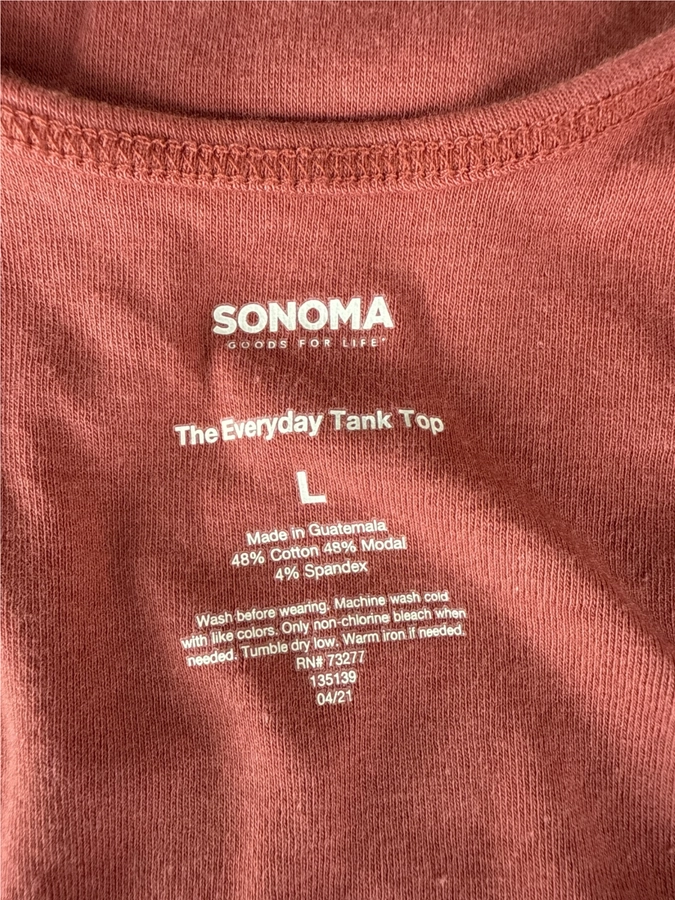 SONOMA
GOODS FOR LIFE
The Everyday Tank Top
L
Made in Guatemala
48% Cotton 48% Modal
4% Spandex
Wash before wearing. Machine wash cold
with like colors. Only non-chlorine bleach when
needed. Tumble dry low. Warm iron if needed.
RN# 73277
135139
04/21